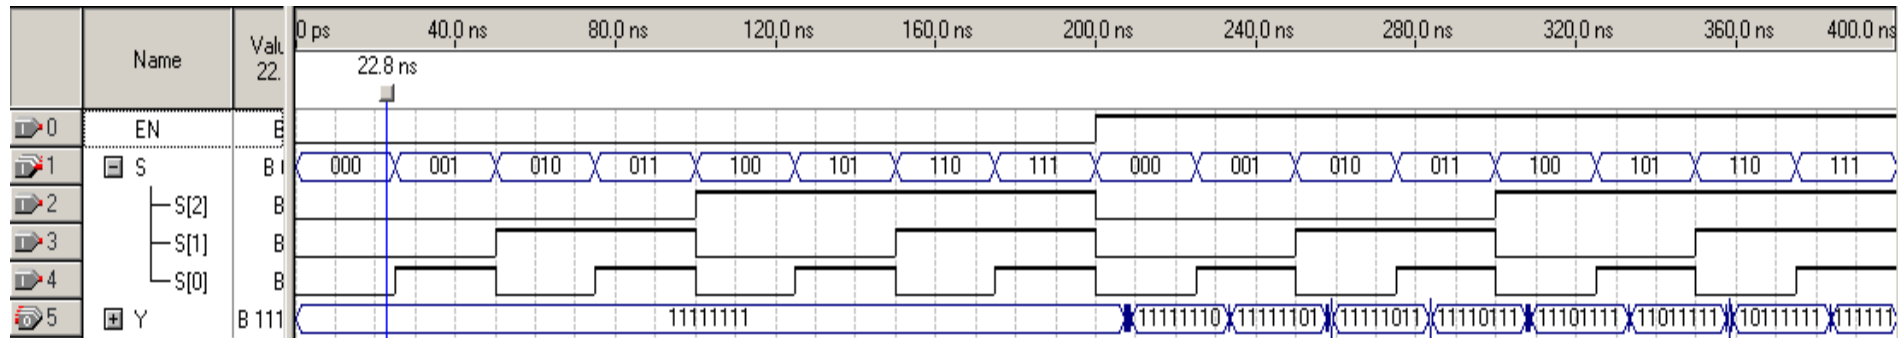 0 ps 40.0 ns 80.0 ns 120.0 ns 160.0 ns 200.0 ns 240.0 ns 280.0 ns 320.0 ns 360.0 ns 400.0 ns
Name Valu 22. 22.8 ns
0 EN B
1 S B 000 001 010 011 100 101 110 111 000 001 010 011 100 101 110 111
2 S[2] B
3 S[1] B
4 S[0] B
5 Y B 111 11111111 11111110 11111101 11111011 11110111 11101111 11011111 10111111 111111